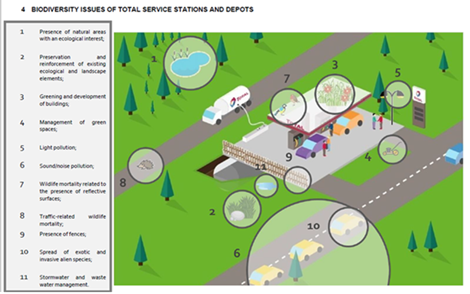 4 BIODIVERSITY ISSUES OF TOTAL SERVICE STATIONS AND DEPOTS
1 Presence of natural areas
with an ecological interest;
2 Preservation and
reinforcement of existing
ecological and landscape
elements;
3 Greening and development
of buildings;
4 Management of green
spaces;
5 Light pollution;
6 Sound/noise pollution;
7 Wildlife mortality related to
the presence of reflective
surfaces;
8 Traffic-related wildlife
mortality;
9 Presence of fences;
10 Spread of exotic and
invasive alien species;
11 Stormwater and waste
water management.
1
7
3
5
8
11
9
4
2
10
6